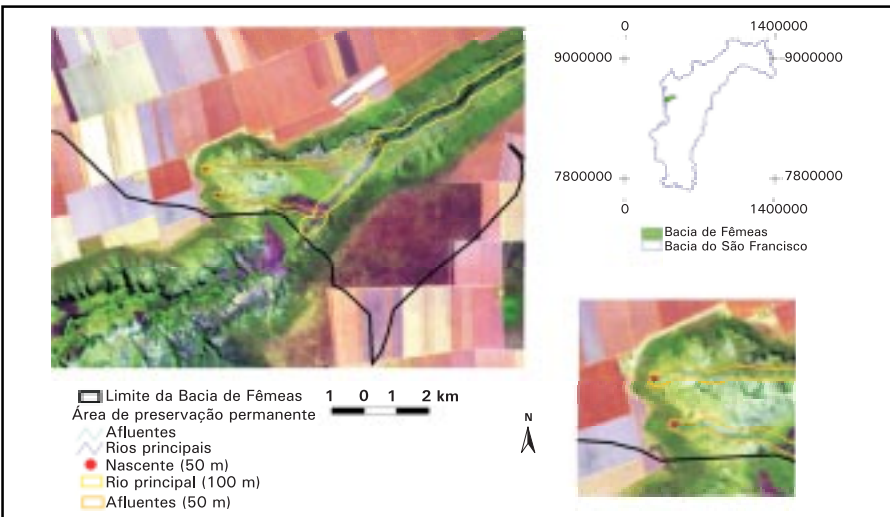 0 1400000
9000000 9000000
7800000 7800000
0 1400000
Bacia de Fêmeas
Bacia do São Francisco
Limite da Bacia de Fêmeas
1 0 1 2 km
Área de preservação permanente
Afluentes
Rios principais
Nascente (50 m)
Rio principal (100 m)
Afluentes (50 m)
N